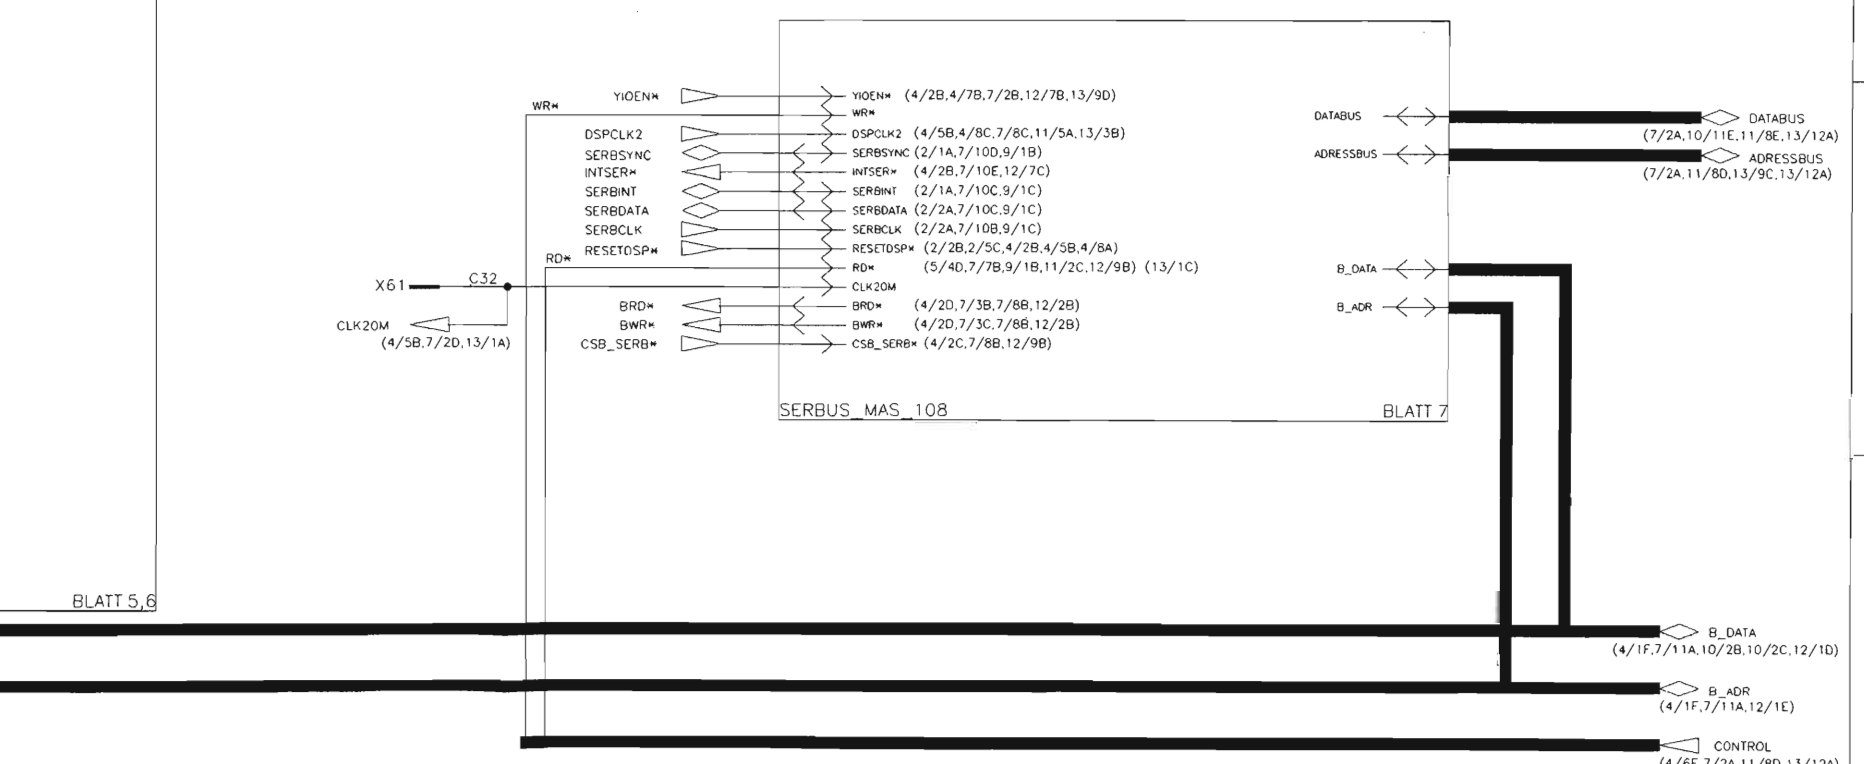 YIOEN* YIOEN* (4/2B,4/7B,7/2B,12/7B,13/9D)
WR* WR*
DATABUS DATABUS
DSPCLK2 DSPCLK2 (4/5B,4/8C,7/8C,11/5A,13/3B)
(7/2A,10/11E,11/8E,13/12A)
SERBSYNC SERBSYNC (2/1A,7/10D,9/1B)
ADRESSBUS ADRESSBUS
INTSER* INTSER* (4/2B,7/10E,12/7C)
(7/2A,11/8D,13/9C,13/12A)
SERBINT SERBINT (2/1A,7/10C,9/1C)
SERBDATA SERBDATA (2/2A,7/10C,9/1C)
SERBCLK SERBCLK (2/2A,7/10B,9/1C)
RESETDSP* RESETDSP* (2/2B,2/5C,4/2B,4/5B,4/8A)
RD* RD* (5/4D,7/7B,9/1B,11/2C,12/9B) (13/1C)
B_DATA
X61 C32 CLK20M
BRD* BRD* (4/2D,7/3B,7/8B,12/2B)
B_ADR
CLK20M BWR* BWR* (4/2D,7/3C,7/8B,12/2B)
(4/5B,7/2D,13/1A) CSB_SERB* CSB_SERB* (4/2C,7/8B,12/9B)
SERBUS_MAS_108 BLATT 7
BLATT 5,6
B_DATA
(4/1F,7/11A,10/2B,10/2C,12/1D)
B_ADR
(4/1F,7/11A,12/1E)
CONTROL
(4/6F,7/2A,11/8D,13/12A)